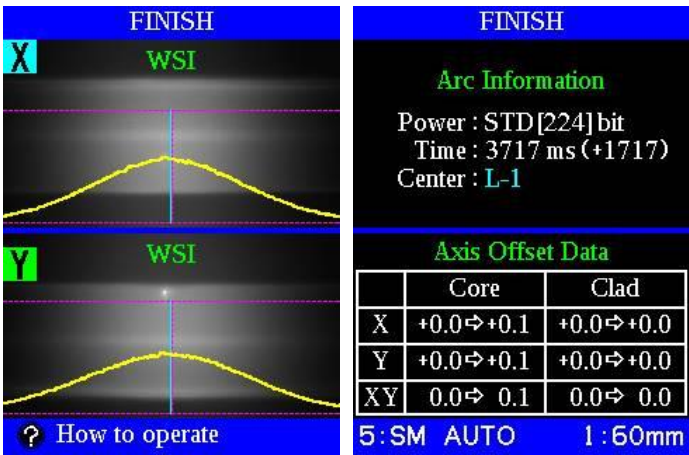 FINISH
X
WSI
Y
WSI
? How to operate
FINISH
Arc Information
Power : STD[224] bit
Time : 3717 ms (+1717)
Center : L-1
Axis Offset Data
Core Clad
X +0.0⇨+0.1 +0.0⇨+0.0
Y +0.0⇨+0.1 +0.0⇨+0.0
XY 0.0⇨ 0.1 0.0⇨ 0.0
5:SM AUTO 1:60mm